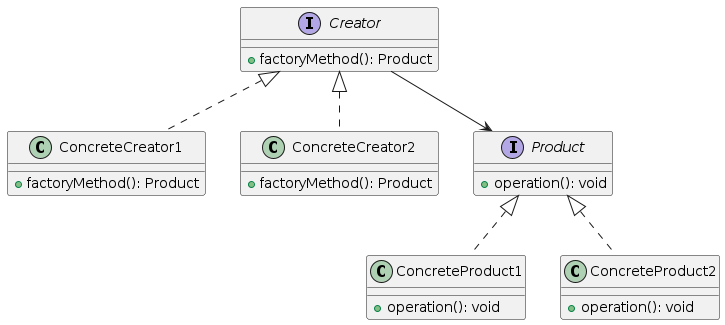 I Creator
factoryMethod(): Product
C ConcreteCreator1
factoryMethod(): Product
C ConcreteCreator2
factoryMethod(): Product
I Product
operation(): void
C ConcreteProduct1
operation(): void
C ConcreteProduct2
operation(): void